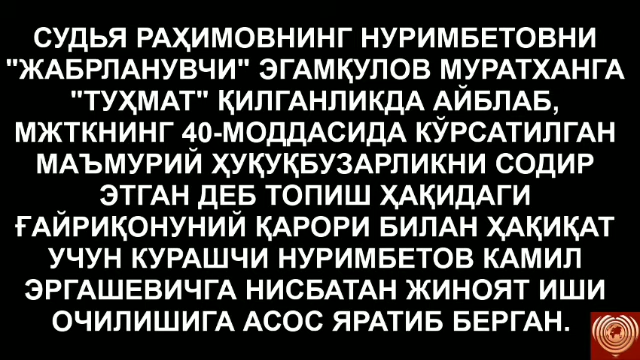 СУДЬЯ РАҲИМОВНИНГ НУРИМБЕТОВНИ
"ЖАБРЛАНУВЧИ" ЭГАМҚУЛОВ МУРАТХАНГА
"ТУҲМАТ" ҚИЛГАНЛИКДА АЙБЛАБ,
МЖТКНИНГ 40-МОДДАСИДА КЎРСАТИЛГАН
МАЪМУРИЙ ҲУҚУҚБУЗАРЛИКНИ СОДИР
ЭТГАН ДЕБ ТОПИШ ҲАҚИДАГИ
ҒАЙРИҚОНУНИЙ ҚАРОРИ БИЛАН ҲАҚИҚАТ
УЧУН КУРАШЧИ НУРИМБЕТОВ КАМИЛ
ЭРГАШЕВИЧГА НИСБАТАН ЖИНОЯТ ИШИ
ОЧИЛИШИГА АСОС ЯРАТИБ БЕРГАН.